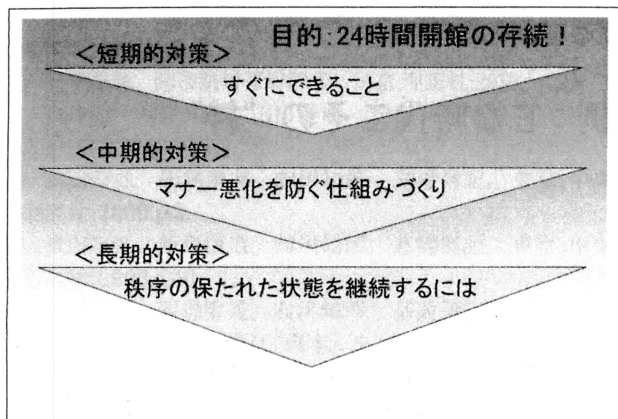 目的:24時間開館の存続!
<短期的対策>
すぐにできること
<中期的対策>
マナー悪化を防ぐ仕組みづくり
<長期的対策>
秩序の保たれた状態を継続するには